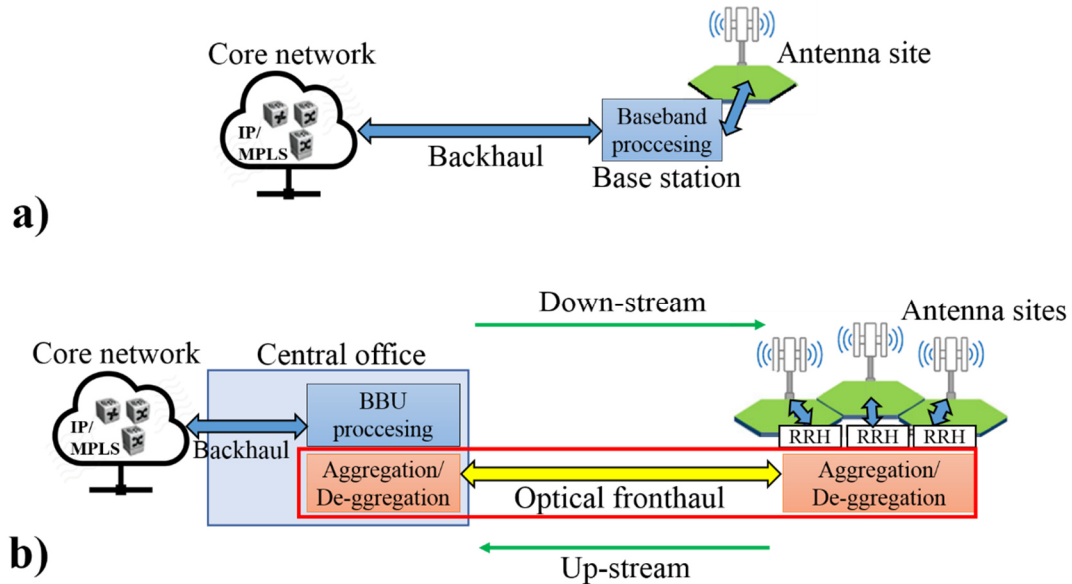 Core network
Antenna site
IP/
MPLS
Baseband
proccesing
Backhaul
Base station
a)
Down-stream
Antenna sites
Core network
Central office
BBU
proccesing
IP/
MPLS
Backhaul
RRH
RRH
RRH
Aggregation/
De-ggregation
Optical fronthaul
Aggregation/
De-ggregation
b)
Up-stream